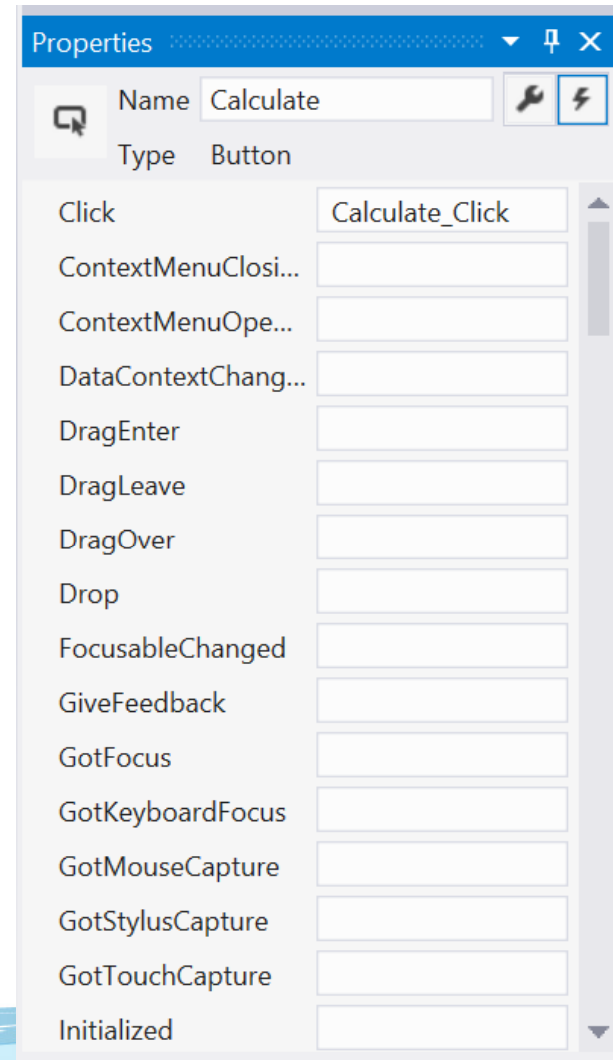 Properties
Name Calculate
Type Button
Click Calculate_Click
ContextMenuClosi...
ContextMenuOpe...
DataContextChang...
DragEnter
DragLeave
DragOver
Drop
FocusableChanged
GiveFeedback
GotFocus
GotKeyboardFocus
GotMouseCapture
GotStylusCapture
GotTouchCapture
Initialized